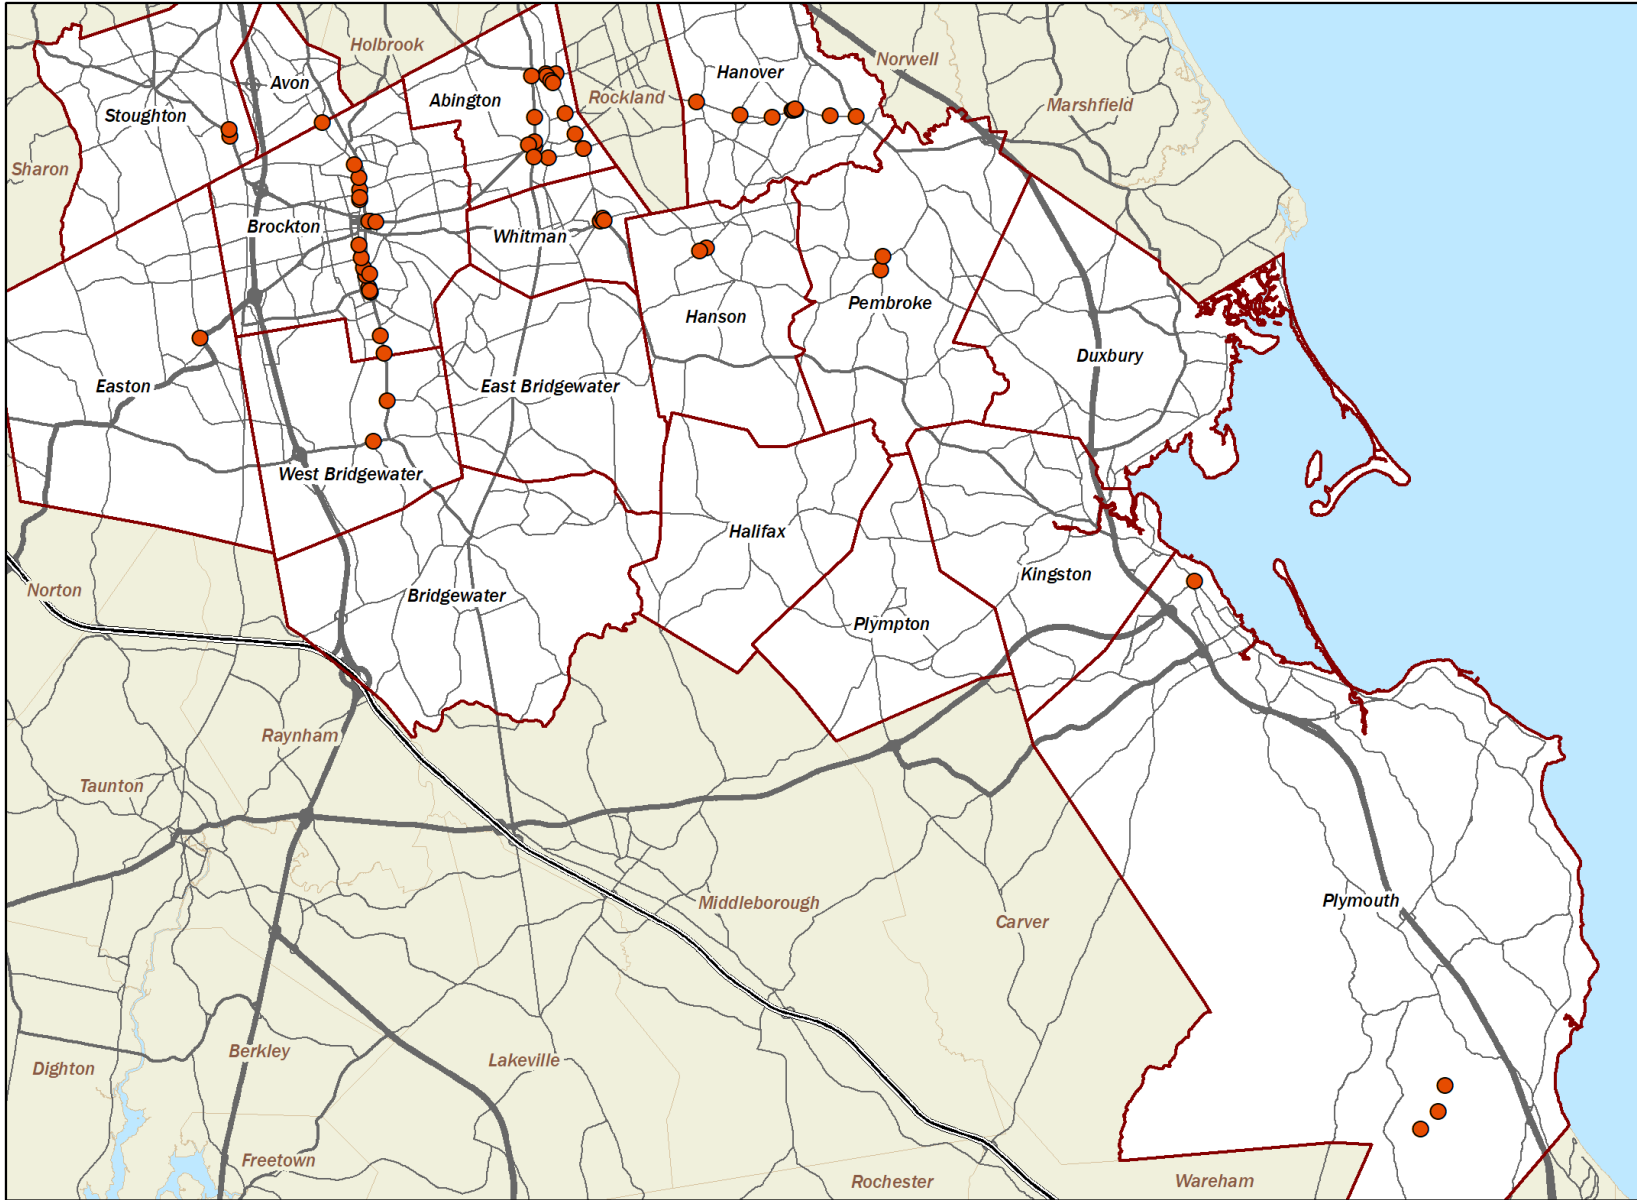 Holbrook
Norwell
Hanover
Avon
Abington
Rockland
Marshfield
Stoughton
Sharon
Brockton
Whitman
Pembroke
Hanson
Duxbury
Easton
East Bridgewater
West Bridgewater
Halifax
Kingston
Norton
Bridgewater
Plympton
Raynham
Taunton
Plymouth
Middleborough
Carver
Berkley
Lakeville
Dighton
Freetown
Rochester
Wareham